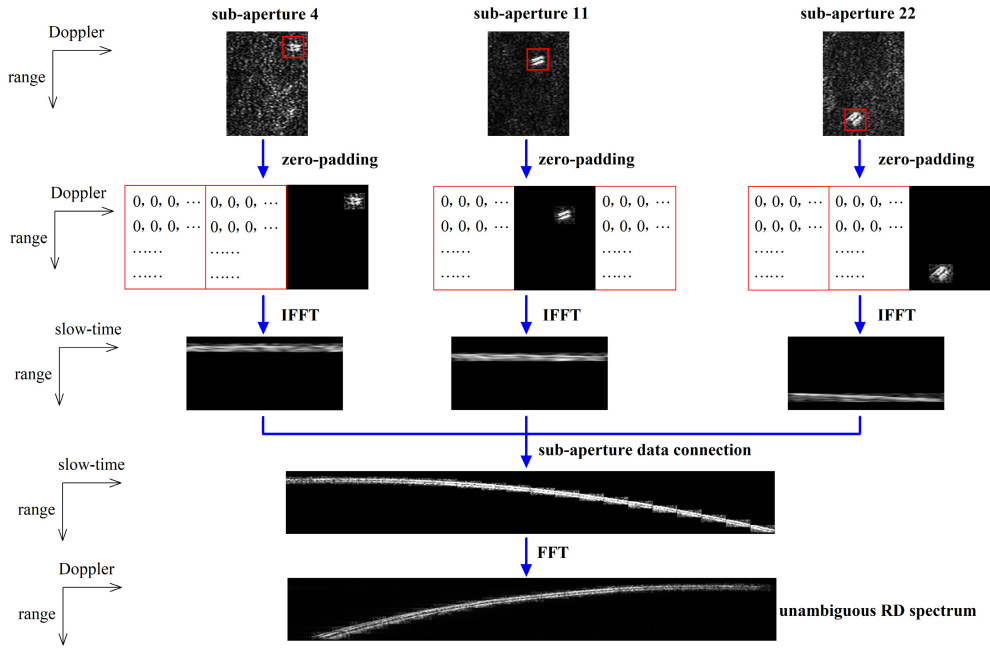 sub-aperture 4
sub-aperture 11
sub-aperture 22
Doppler
range
zero-padding
zero-padding
zero-padding
Doppler
range
0, 0, 0, ⋯
0, 0, 0, ⋯
0, 0, 0, ⋯
0, 0, 0, ⋯
⋯⋯
⋯⋯
⋯⋯
⋯⋯
0, 0, 0, ⋯
0, 0, 0, ⋯
0, 0, 0, ⋯
0, 0, 0, ⋯
⋯⋯
⋯⋯
⋯⋯
⋯⋯
0, 0, 0, ⋯
0, 0, 0, ⋯
0, 0, 0, ⋯
0, 0, 0, ⋯
⋯⋯
⋯⋯
⋯⋯
⋯⋯
IFFT
IFFT
IFFT
slow-time
range
sub-aperture data connection
slow-time
range
FFT
Doppler
range
unambiguous RD spectrum